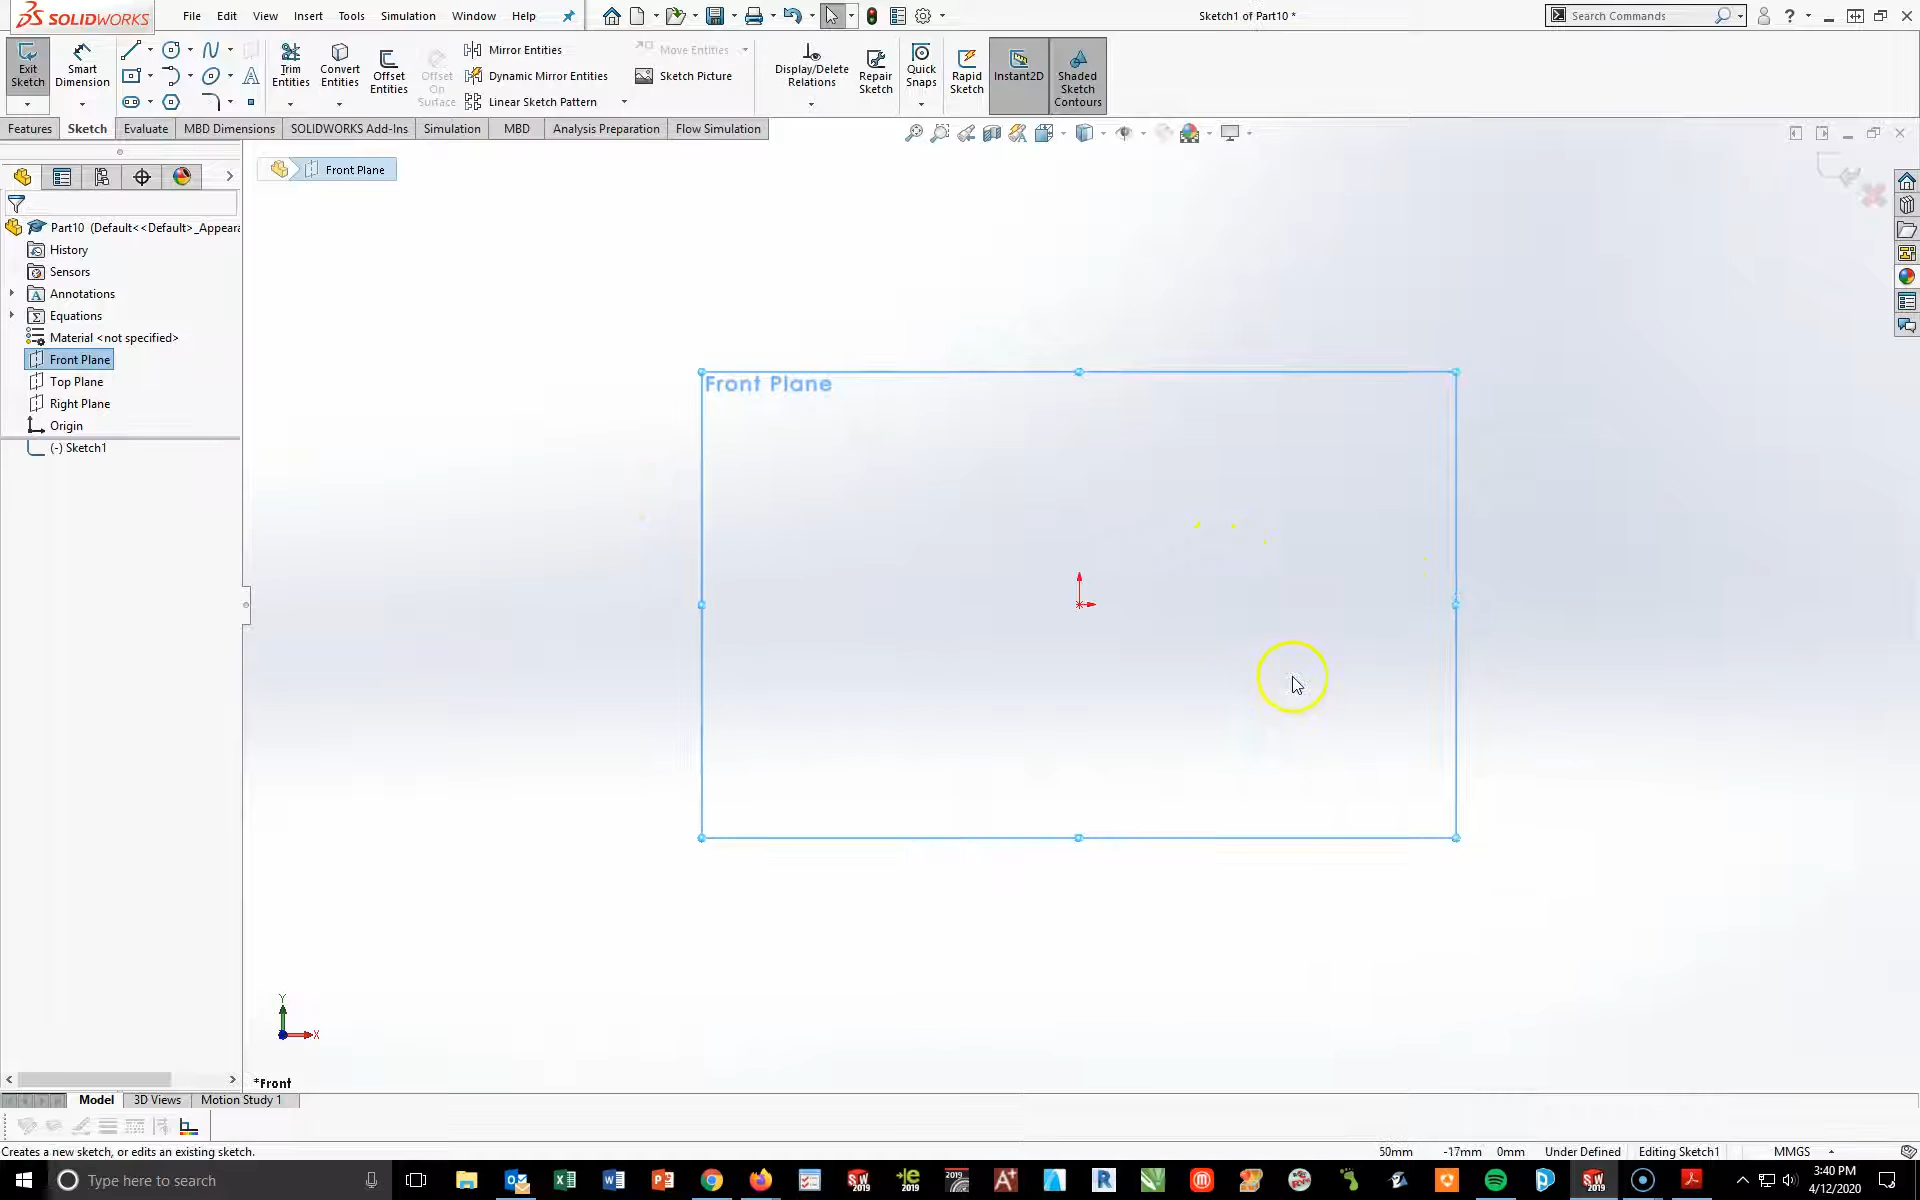 SOLIDWORKS File Edit View Insert Tools Simulation Window Help Sketch1 of Part10 * Search Commands
Exit Sketch
Smart Dimension
Trim Entities
Convert Entities
Offset Entities
Offset On Surface
Mirror Entities
Dynamic Mirror Entities
Linear Sketch Pattern
Move Entities
Sketch Picture
Display/Delete Relations
Repair Sketch
Quick Snaps
Rapid Sketch
Instant2D
Shaded Sketch Contours
Features Sketch Evaluate MBD Dimensions SOLIDWORKS Add-Ins Simulation MBD Analysis Preparation Flow Simulation
Front Plane
Part10 (Default<<Default>_Appeara
History
Sensors
Annotations
Equations
Material <not specified>
Front Plane
Top Plane
Right Plane
Origin
(-) Sketch1
Front Plane
Y
X
*Front
Model 3D Views Motion Study 1
Creates a new sketch, or edits an existing sketch. 50mm -17mm 0mm Under Defined Editing Sketch1 MMGS
Type here to search
3:40 PM
4/12/2020